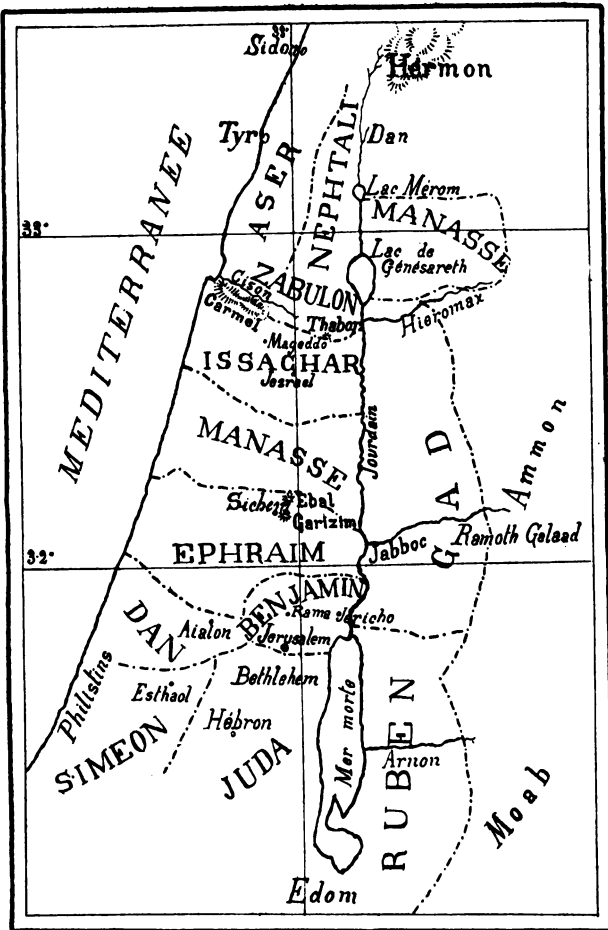 33°
Sidon
Hermon
Tyr
Dan
MEDITERRANEE
ASER
NEPHTALI
Lac Mérom
MANASSE
33°
Lac de
Génésareth
Cison
ZABULON
Carmel
Thabor
Hieromax
Mageddo
ISSACHAR
Jesrael
Jourdain
MANASSE
GAD
Ammon
Sichem
Ebal
Garizim
Ramoth Galaad
Jabboc
EPHRAIM
32°
BENJAMIN
Rama
Jéricho
DAN
Aialon
Jerusalem
Philistins
Esthaol
Bethlehem
Mer morte
RUBEN
SIMEON
Hébron
JUDA
Arnon
Moab
Edom